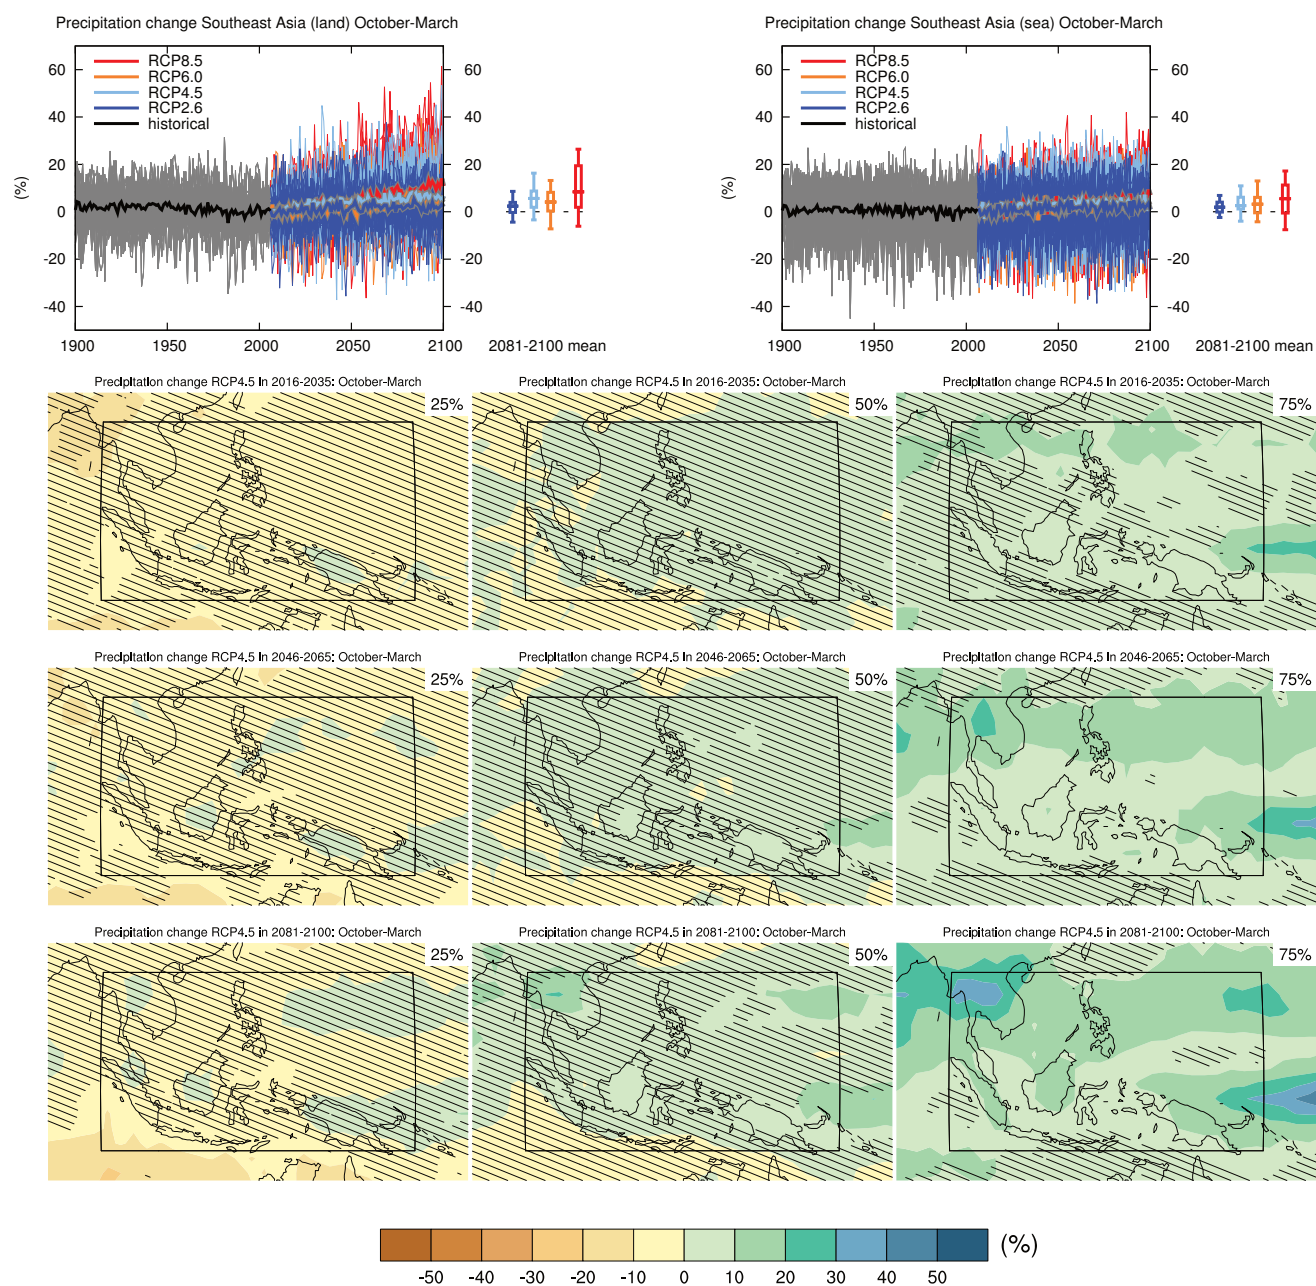 Precipitation change Southeast Asia (land) October-March
60
40
20
0
-20
-40
(%)
RCP8.5
RCP6.0
RCP4.5
RCP2.6
historical
60
40
20
0
-20
-40
1900
1950
2000
2050
2100
2081-2100 mean
Precipitation change Southeast Asia (sea) October-March
60
40
20
0
-20
-40
(%)
RCP8.5
RCP6.0
RCP4.5
RCP2.6
historical
60
40
20
0
-20
-40
1900
1950
2000
2050
2100
2081-2100 mean
Precipitation change RCP4.5 in 2016-2035: October-March
25%
Precipitation change RCP4.5 in 2016-2035: October-March
50%
Precipitation change RCP4.5 in 2016-2035: October-March
75%
Precipitation change RCP4.5 in 2046-2065: October-March
25%
Precipitation change RCP4.5 in 2046-2065: October-March
50%
Precipitation change RCP4.5 in 2046-2065: October-March
75%
Precipitation change RCP4.5 in 2081-2100: October-March
25%
Precipitation change RCP4.5 in 2081-2100: October-March
50%
Precipitation change RCP4.5 in 2081-2100: October-March
75%
(%)
-50 -40 -30 -20 -10 0 10 20 30 40 50